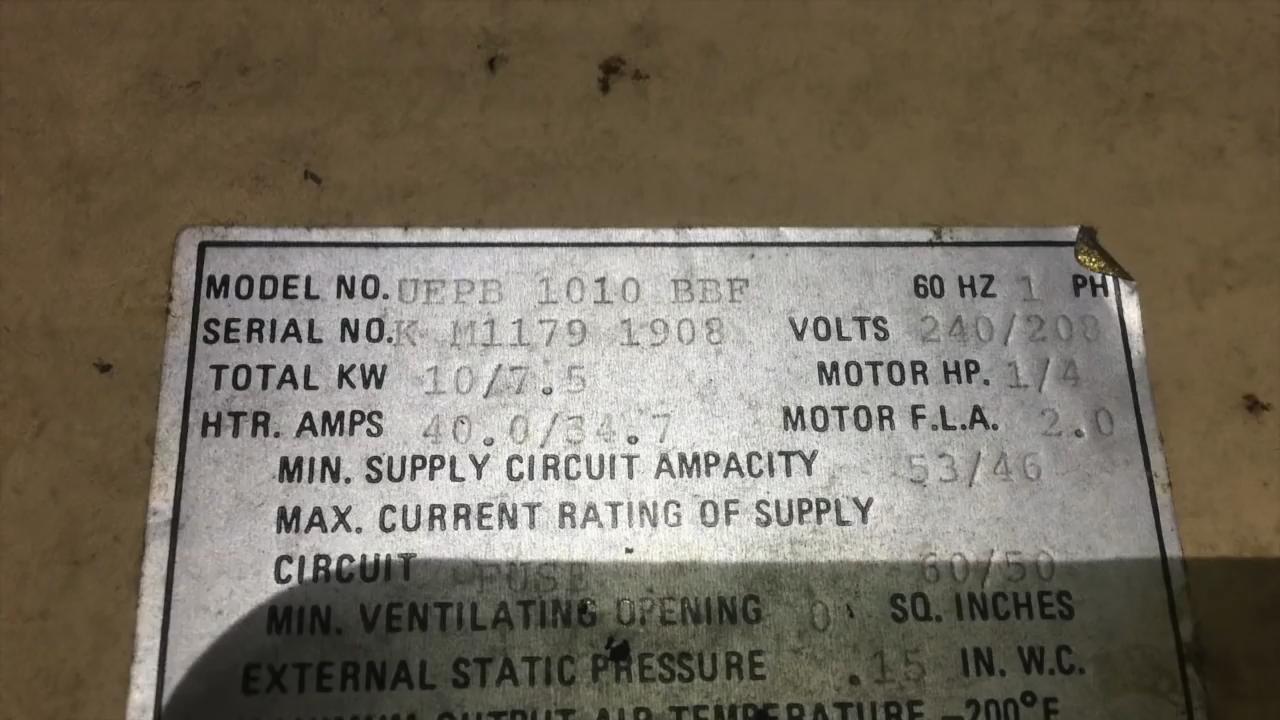 MODEL NO. UEPB 1010 BBF 60 HZ 1 PH
SERIAL NO. K M1179 1908 VOLTS 240/208
TOTAL KW 10/7.5 MOTOR HP. 1/4
HTR. AMPS 40.0/34.7 MOTOR F.L.A. 2.0
MIN. SUPPLY CIRCUIT AMPACITY 53/46
MAX. CURRENT RATING OF SUPPLY
CIRCUIT FUSE 60/50
MIN. VENTILATING OPENING 0 SQ. INCHES
EXTERNAL STATIC PRESSURE .15 IN. W.C.
OUTPUT AIR TEMPERATURE -200°F